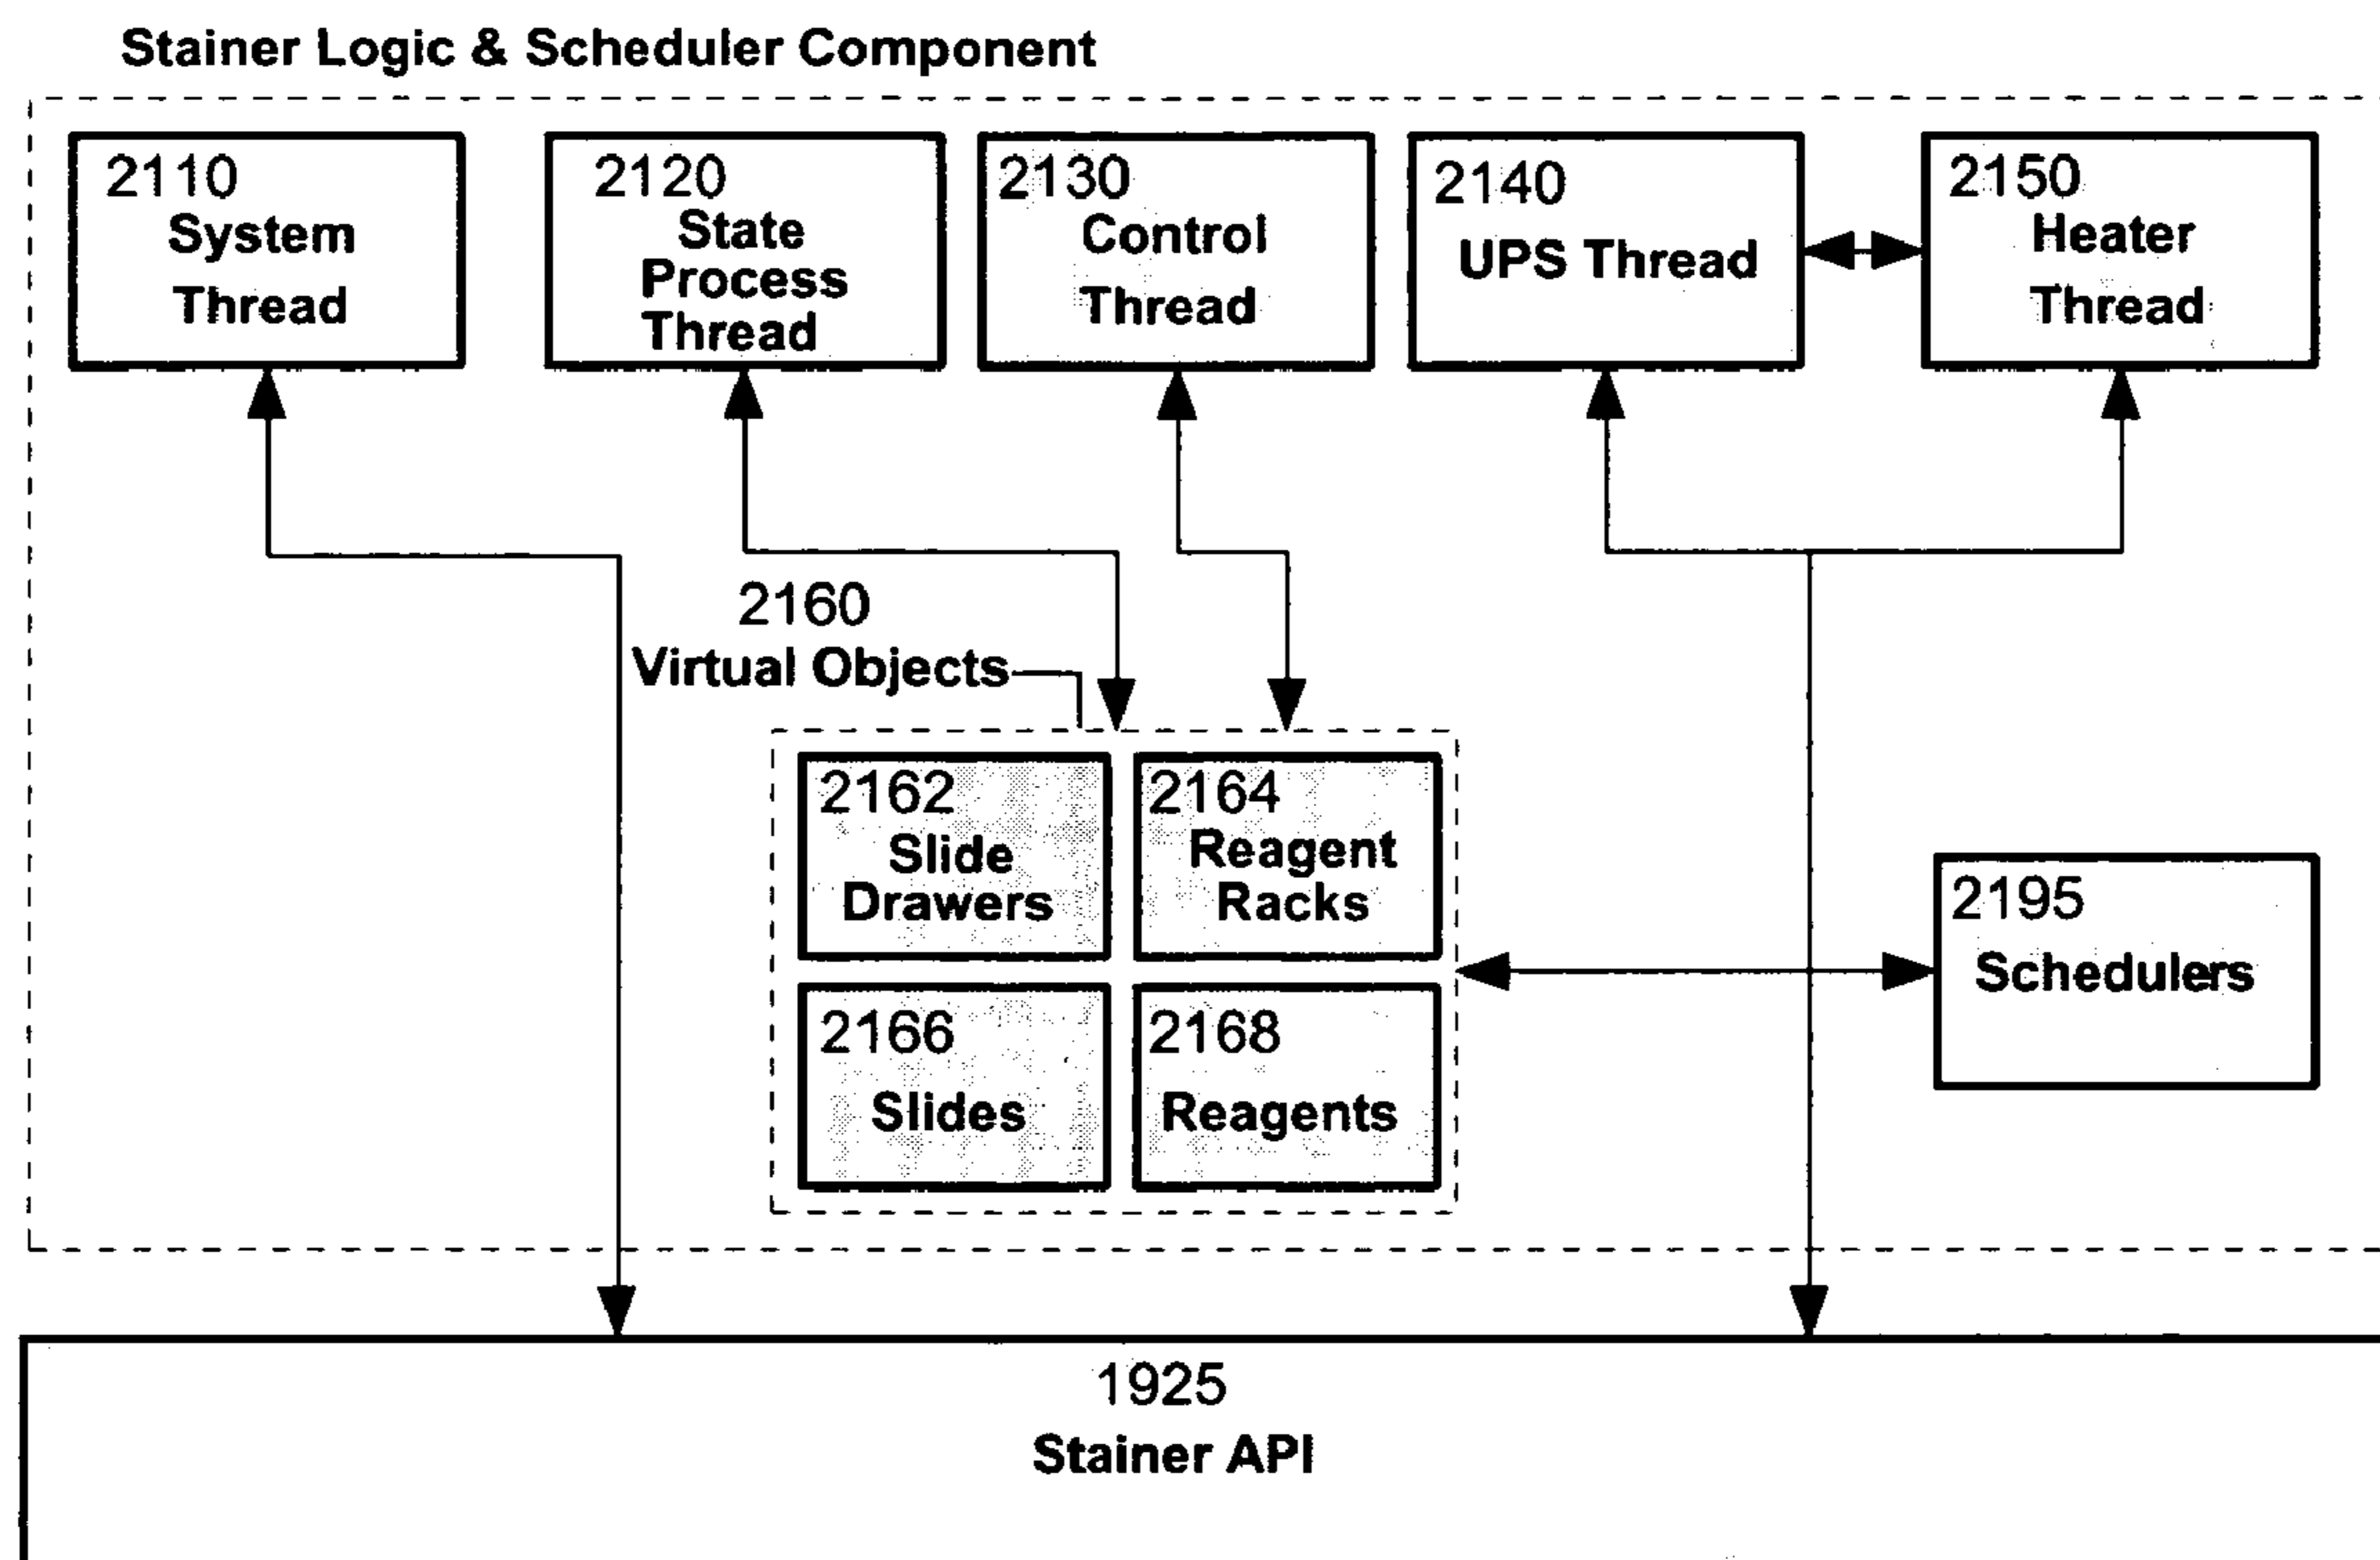 Stainer Logic & Scheduler Component
2110
System
Thread
2120
State
Process
Thread
2130
Control
Thread
2140
UPS Thread
2150
Heater
Thread
2160
Virtual Objects
2162
Slide
Drawers
2164
Reagent
Racks
2166
Slides
2168
Reagents
2195
Schedulers
1925
Stainer API